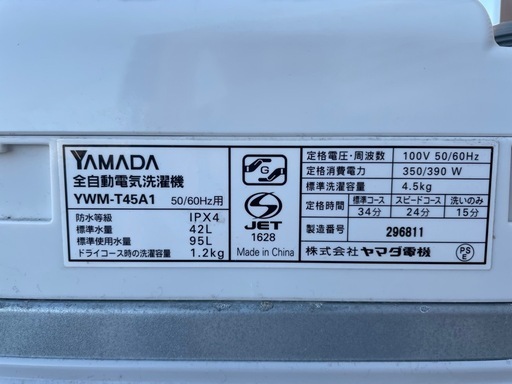 YAMADA
全自動電気洗濯機
YWM-T45A1 50/60Hz用
防水等級 IPX4
標準水量 42L
標準使用水量 95L
ドライコース時の洗濯容量 1.2kg
G
S
JET
1628
Made in China
定格電圧・周波数 100V 50/60Hz
定格消費電力 350/390 W
標準洗濯容量 4.5kg
定格時間 標準コース スピードコース 洗いのみ
34分 24分 15分
製造番号 296811
株式会社 ヤマダ電機 PSE